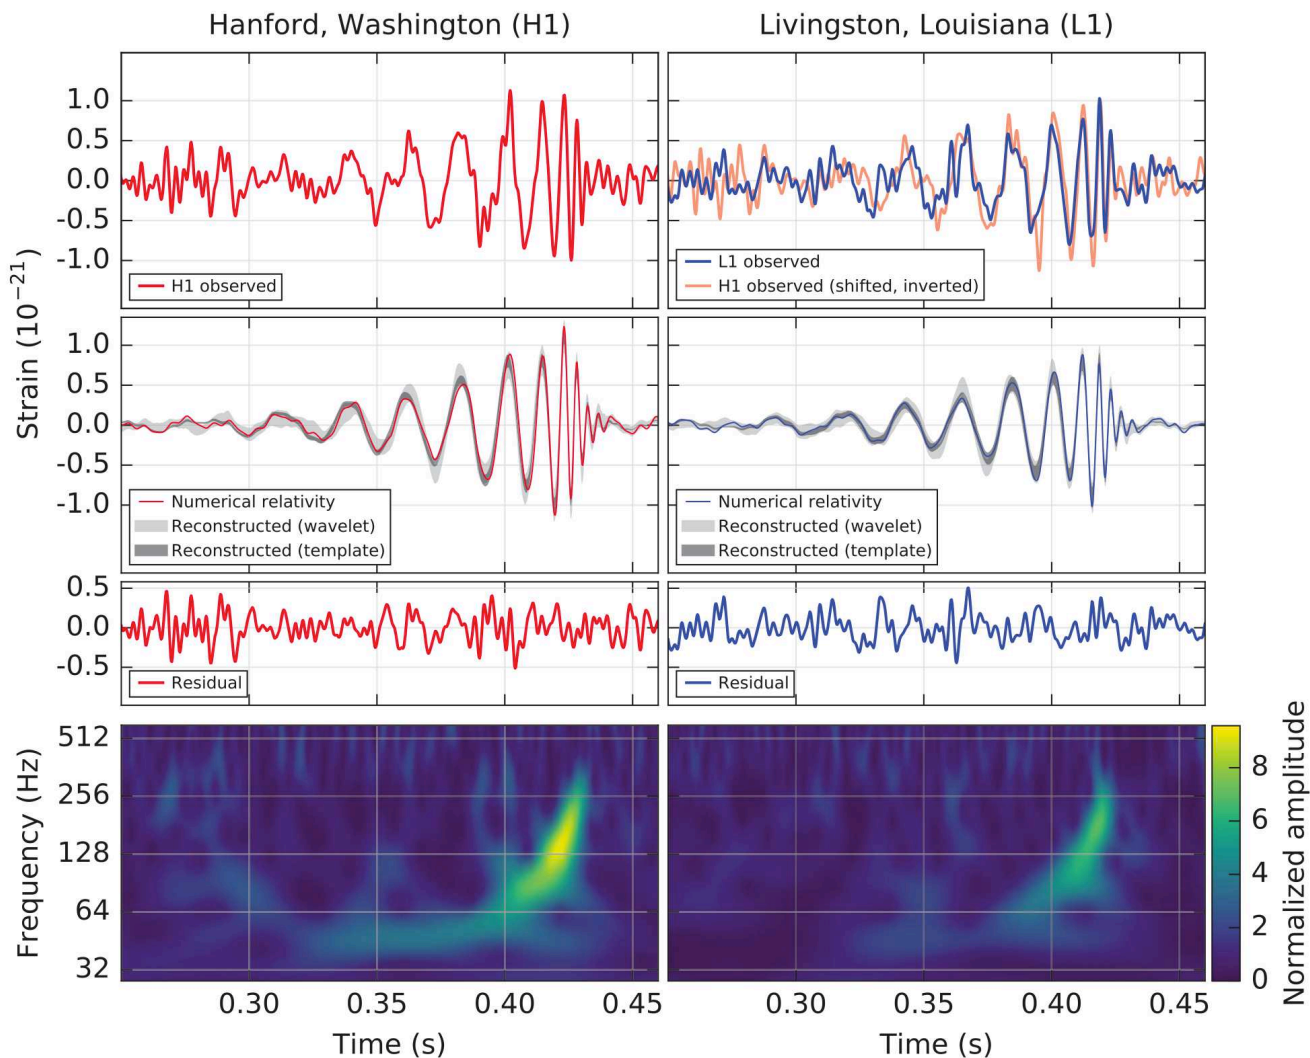 Hanford, Washington (H1)
Livingston, Louisiana (L1)
Strain (10⁻²¹)
1.0
0.5
0.0
-0.5
-1.0
H1 observed
L1 observed
H1 observed (shifted, inverted)
1.0
0.5
0.0
-0.5
-1.0
Numerical relativity
Reconstructed (wavelet)
Reconstructed (template)
Numerical relativity
Reconstructed (wavelet)
Reconstructed (template)
0.5
0.0
-0.5
Residual
Residual
Frequency (Hz)
512
256
128
64
32
0.30
0.35
0.40
0.45
Time (s)
0.30
0.35
0.40
0.45
Time (s)
8
6
4
2
0
Normalized amplitude